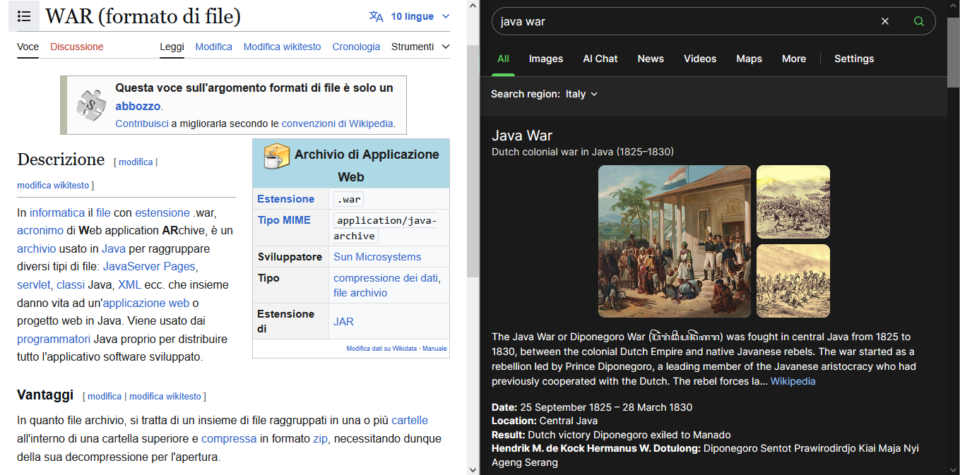 WAR (formato di file)
10 lingue
Voce Discussione Leggi Modifica Modifica wikitesto Cronologia Strumenti
Questa voce sull'argomento formati di file è solo un
abbozzo.
Contribuisci a migliorarla secondo le convenzioni di Wikipedia.
Descrizione [ modifica |
modifica wikitesto ]
In informatica il file con estensione .war,
acronimo di Web application ARchive, è un
archivio usato in Java per raggruppare
diversi tipi di file: JavaServer Pages,
servlet, classi Java, XML ecc. che insieme
danno vita ad un'applicazione web o
progetto web in Java. Viene usato dai
programmatori Java proprio per distribuire
tutto l'applicativo software sviluppato.
Archivio di Applicazione
Web
Estensione .war
Tipo MIME application/java-
archive
Sviluppatore Sun Microsystems
Tipo compressione dei dati,
file archivio
Estensione
di JAR
Modifica dati su Wikidata · Manuale
Vantaggi [ modifica | modifica wikitesto ]
In quanto file archivio, si tratta di un insieme di file raggruppati in una o più cartelle
all'interno di una cartella superiore e compressa in formato zip, necessitando dunque
della sua decompressione per l'apertura.
java war
All Images AI Chat News Videos Maps More Settings
Search region: Italy
Java War
Dutch colonial war in Java (1825–1830)
The Java War or Diponegoro War () was fought in central Java from 1825 to
1830, between the colonial Dutch Empire and native Javanese rebels. The war started as a
rebellion led by Prince Diponegoro, a leading member of the Javanese aristocracy who had
previously cooperated with the Dutch. The rebel forces la... Wikipedia
Date: 25 September 1825 – 28 March 1830
Location: Central Java
Result: Dutch victory Diponegoro exiled to Manado
Hendrik M. de Kock Hermanus W. Dotulong: Diponegoro Sentot Prawirodirdjo Kiai Maja Nyi
Ageng Serang